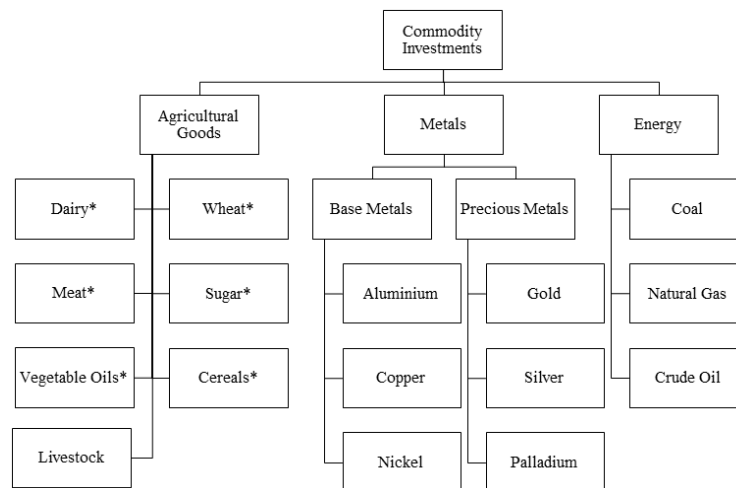 Commodity
Investments
Agricultural
Goods
Metals
Energy
Dairy*
Wheat*
Base Metals
Precious Metals
Coal
Meat*
Sugar*
Aluminium
Gold
Natural Gas
Vegetable Oils*
Cereals*
Copper
Silver
Crude Oil
Livestock
Nickel
Palladium